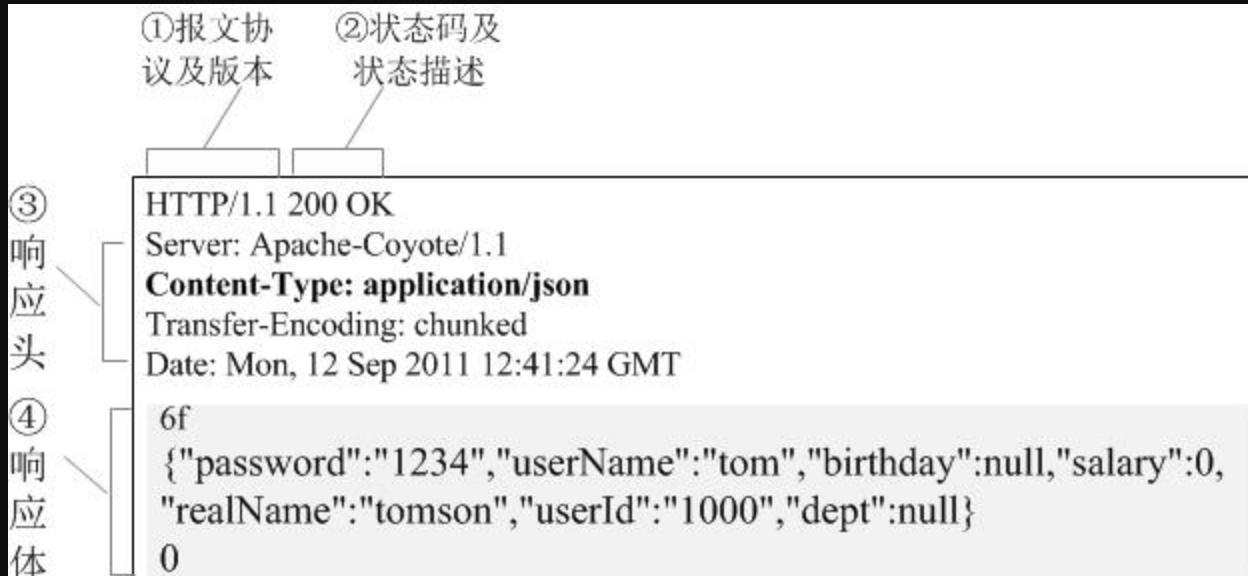 ①报文协
议及版本
②状态码及
状态描述
③
响
应
头
HTTP/1.1 200 OK
Server: Apache-Coyote/1.1
Content-Type: application/json
Transfer-Encoding: chunked
Date: Mon, 12 Sep 2011 12:41:24 GMT
④
响
应
体
6f
{"password":"1234","userName":"tom","birthday":null,"salary":0,
"realName":"tomson","userId":"1000","dept":null}
0